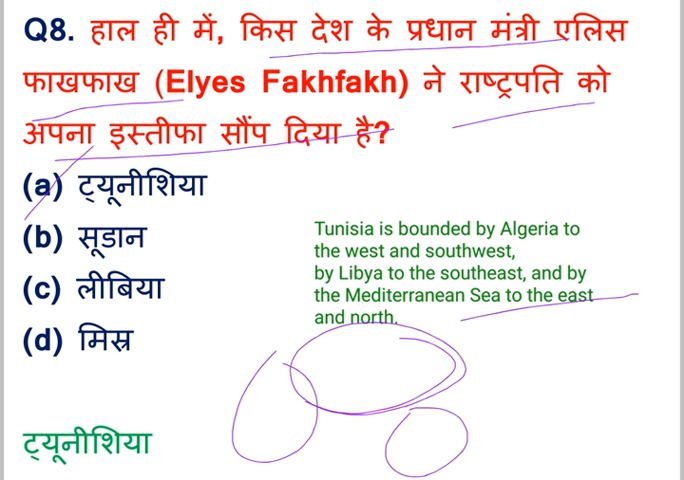 Q8. हाल ही में, किस देश के प्रधान मंत्री एलिस
फाखफाख (Elyes Fakhfakh) ने राष्ट्रपति को
अपना इस्तीफा सौंप दिया है?
(a) ट्यूनीशिया
(b) सूडान
(c) लीबिया
(d) मिस्र
Tunisia is bounded by Algeria to
the west and southwest,
by Libya to the southeast, and by
the Mediterranean Sea to the east
and north.
ट्यूनीशिया